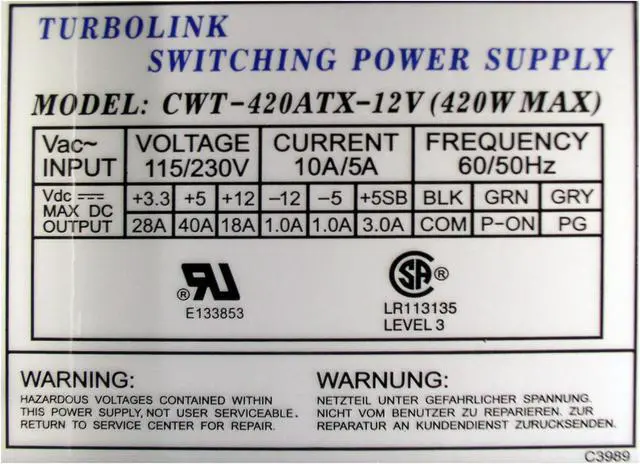 TURBOLINK
SWITCHING POWER SUPPLY
MODEL: CWT-420ATX-12V (420W MAX)
Vac~ INPUT VOLTAGE 115/230V CURRENT 10A/5A FREQUENCY 60/50Hz
Vdc MAX DC OUTPUT
+3.3 +5 +12 –12 –5 +5SB BLK GRN GRY
28A 40A 18A 1.0A 1.0A 3.0A COM P-ON PG
® RU
E133853
SA ®
LR113135
LEVEL 3
WARNING:
HAZARDOUS VOLTAGES CONTAINED WITHIN
THIS POWER SUPPLY, NOT USER SERVICEABLE.
RETURN TO SERVICE CENTER FOR REPAIR.
WARNUNG:
NETZTEIL UNTER GEFAHRLICHER SPANNUNG.
NICHT VOM BENUTZER ZU REPARIEREN. ZUR
REPARATUR AN KUNDENDIENST ZURUCKSENDEN.
C3989